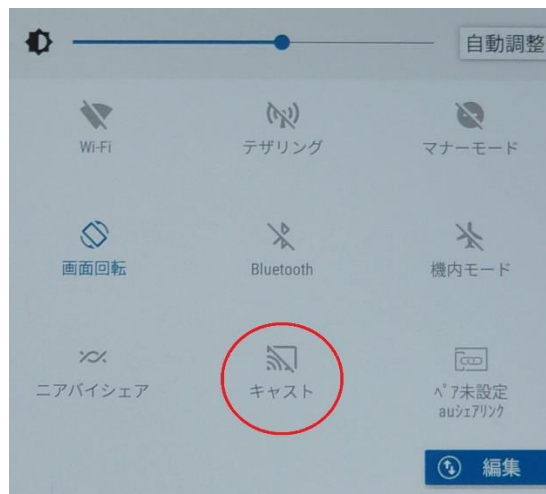 自動調整
Wi-Fi
テザリング
マナーモード
画面回転
Bluetooth
機内モード
ニアバイシェア
キャスト
ペア未設定
auシェアリンク
編集